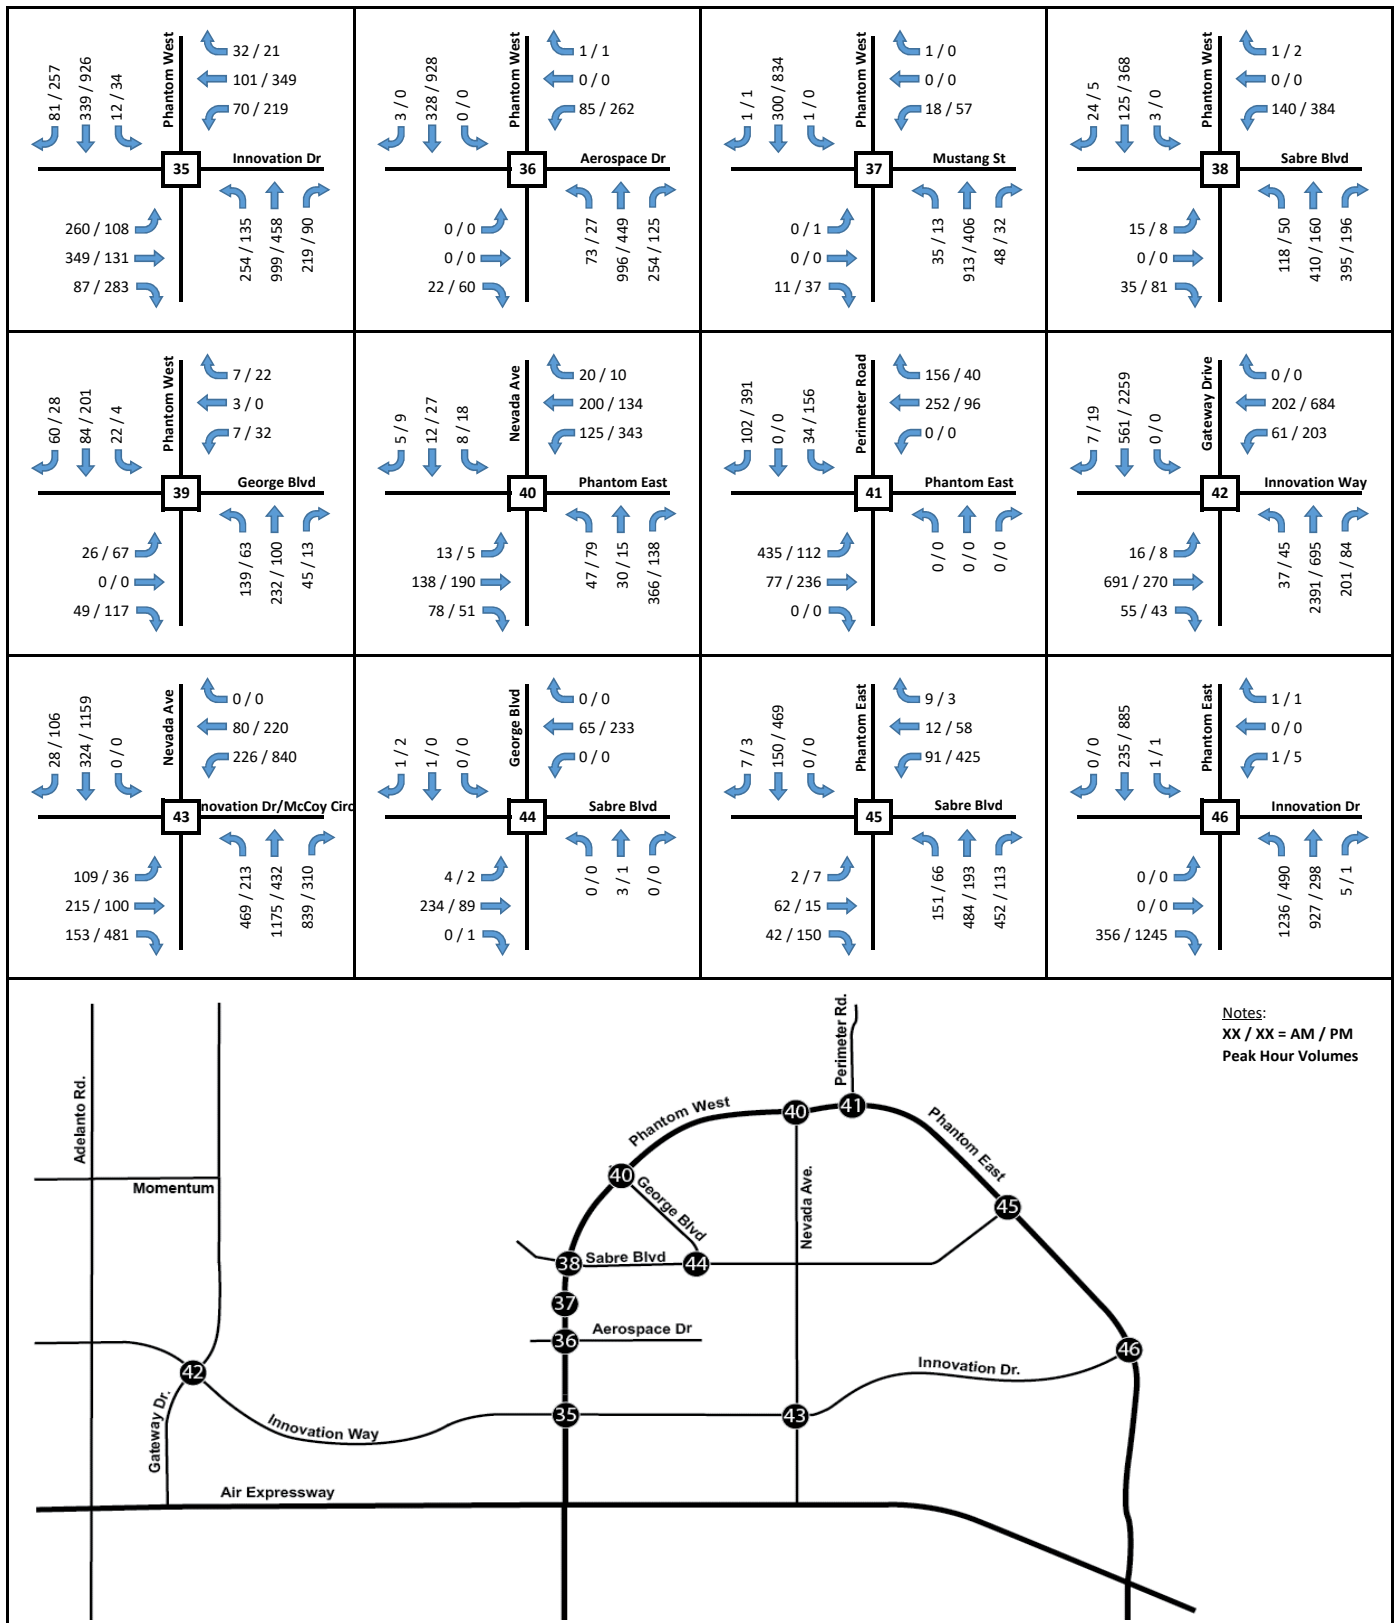 81 / 257
339 / 926
12 / 34
Phantom West
32 / 21
101 / 349
70 / 219
Innovation Dr
35
260 / 108
349 / 131
87 / 283
254 / 135
999 / 458
219 / 90
3 / 0
328 / 928
0 / 0
Phantom West
1 / 1
0 / 0
85 / 262
Aerospace Dr
36
0 / 0
0 / 0
22 / 60
73 / 27
996 / 449
254 / 125
1 / 1
300 / 834
1 / 0
Phantom West
1 / 0
0 / 0
18 / 57
Mustang St
37
0 / 1
0 / 0
11 / 37
35 / 13
913 / 406
48 / 32
24 / 5
125 / 368
3 / 0
Phantom West
1 / 2
0 / 0
140 / 384
Sabre Blvd
38
15 / 8
0 / 0
35 / 81
118 / 50
410 / 160
395 / 196
60 / 28
84 / 201
22 / 4
Phantom West
7 / 22
3 / 0
7 / 32
George Blvd
39
26 / 67
0 / 0
49 / 117
139 / 63
232 / 100
45 / 13
5 / 9
12 / 27
8 / 18
Nevada Ave
20 / 10
200 / 134
125 / 343
Phantom East
40
13 / 5
138 / 190
78 / 51
47 / 79
30 / 15
366 / 138
102 / 391
0 / 0
34 / 156
Perimeter Road
156 / 40
252 / 96
0 / 0
Phantom East
41
435 / 112
77 / 236
0 / 0
0 / 0
0 / 0
0 / 0
7 / 19
561 / 2259
0 / 0
Gateway Drive
0 / 0
202 / 684
61 / 203
Innovation Way
42
16 / 8
691 / 270
55 / 43
37 / 45
2391 / 695
201 / 84
28 / 106
324 / 1159
0 / 0
Nevada Ave
0 / 0
80 / 220
226 / 840
novation Dr/McCoy Circ
43
109 / 36
215 / 100
153 / 481
469 / 213
1175 / 432
839 / 310
1 / 2
1 / 0
0 / 0
George Blvd
0 / 0
65 / 233
0 / 0
Sabre Blvd
44
4 / 2
234 / 89
0 / 1
0 / 0
3 / 1
0 / 0
7 / 3
150 / 469
0 / 0
Phantom East
9 / 3
12 / 58
91 / 425
Sabre Blvd
45
2 / 7
62 / 15
42 / 150
151 / 66
484 / 193
452 / 113
0 / 0
235 / 885
1 / 1
Phantom East
1 / 1
0 / 0
1 / 5
Innovation Dr
46
0 / 0
0 / 0
356 / 1245
1236 / 490
927 / 298
5 / 1
Notes:
XX / XX = AM / PM
Peak Hour Volumes
Perimeter Rd.
Adelanto Rd.
Phantom West
40
41
Phantom East
Momentum
40
George Blvd
Nevada Ave.
45
38
Sabre Blvd
44
37
36
Aerospace Dr
46
42
Innovation Dr.
Gateway Dr.
Innovation Way
35
43
Air Expressway